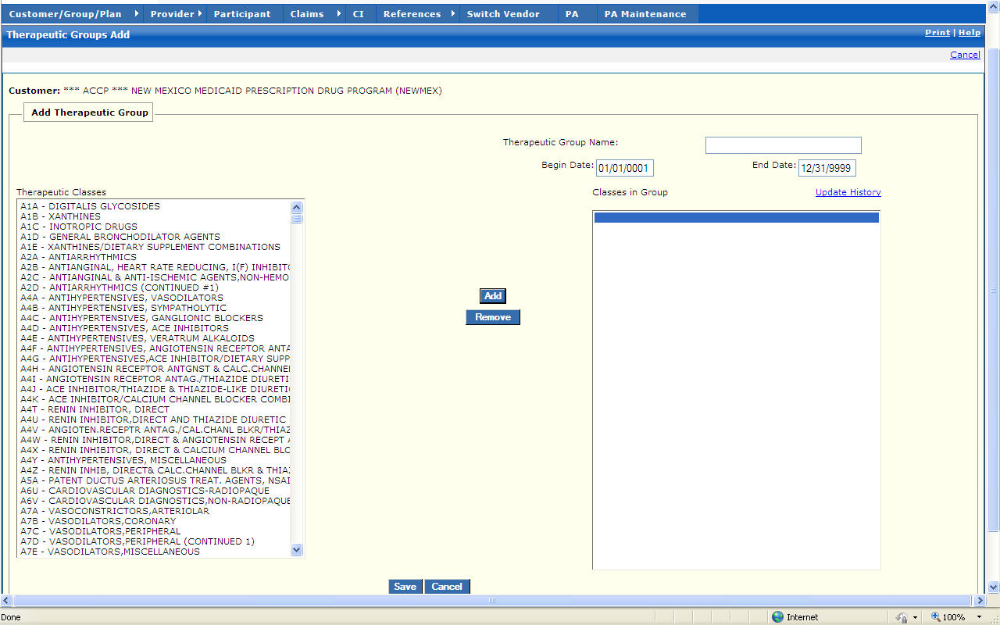 Customer/Group/Plan Provider Participant Claims CI References Switch Vendor PA PA Maintenance
Therapeutic Groups Add
Print | Help
Cancel
Customer: *** ACCP *** NEW MEXICO MEDICAID PRESCRIPTION DRUG PROGRAM (NEWMEX)
Add Therapeutic Group
Therapeutic Group Name:
Begin Date: 01/01/0001 End Date: 12/31/9999
Therapeutic Classes
A1A - DIGITALIS GLYCOSIDES
A1B - XANTHINES
A1C - INOTROPIC DRUGS
A1D - GENERAL BRONCHODILATOR AGENTS
A1E - XANTHINES/DIETARY SUPPLEMENT COMBINATIONS
A2A - ANTIARRHYTHMICS
A2B - ANTIANGINAL, HEART RATE REDUCING, I(F) INHIBITO
A2C - ANTIANGINAL & ANTI-ISCHEMIC AGENTS,NON-HEMO
A2D - ANTIARRHYTHMICS (CONTINUED #1)
A4A - ANTIHYPERTENSIVES, VASODILATORS
A4B - ANTIHYPERTENSIVES, SYMPATHOLYTIC
A4C - ANTIHYPERTENSIVES, GANGLIONIC BLOCKERS
A4D - ANTIHYPERTENSIVES, ACE INHIBITORS
A4E - ANTIHYPERTENSIVES, VERATRUM ALKALOIDS
A4F - ANTIHYPERTENSIVES, ANGIOTENSIN RECEPTOR ANTA
A4G - ANTIHYPERTENSIVES,ACE INHIBITOR/DIETARY SUPP
A4H - ANGIOTENSIN RECEPTOR ANTGNST & CALC.CHANNEL
A4I - ANGIOTENSIN RECEPTOR ANTAG./THIAZIDE DIURETI
A4J - ACE INHIBITOR/THIAZIDE & THIAZIDE-LIKE DIURETIC
A4K - ACE INHIBITOR/CALCIUM CHANNEL BLOCKER COMBI
A4T - RENIN INHIBITOR, DIRECT
A4U - RENIN INHIBITOR,DIRECT AND THIAZIDE DIURETIC
A4V - ANGIOTEN.RECEPTR ANTAG./CAL.CHANL BLKR/THIAZ
A4W - RENIN INHIBITOR,DIRECT & ANGIOTENSIN RECEPT A
A4X - RENIN INHIBITOR, DIRECT & CALCIUM CHANNEL BLO
A4Y - ANTIHYPERTENSIVES, MISCELLANEOUS
A4Z - RENIN INHIB, DIRECT& CALC.CHANNEL BLKR & THIAZ
A5A - PATENT DUCTUS ARTERIOSUS TREAT. AGENTS, NSAI
A6U - CARDIOVASCULAR DIAGNOSTICS-RADIOPAQUE
A6V - CARDIOVASCULAR DIAGNOSTICS,NON-RADIOPAQUE
A7A - VASOCONSTRICTORS,ARTERIOLAR
A7B - VASODILATORS,CORONARY
A7C - VASODILATORS,PERIPHERAL
A7D - VASODILATORS,PERIPHERAL (CONTINUED 1)
A7E - VASODILATORS,MISCELLANEOUS
Add
Remove
Classes in Group Update History
Save Cancel
Done Internet 100%